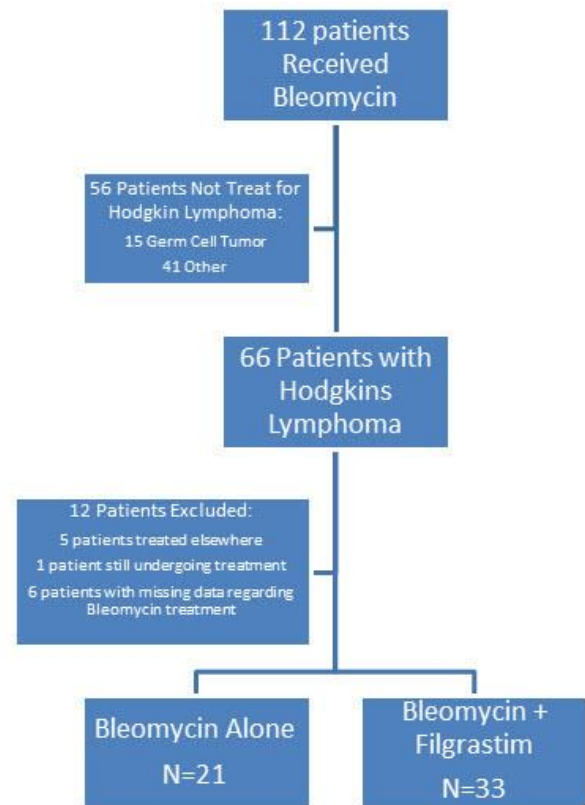 112 patients
Received
Bleomycin
56 Patients Not Treat for
Hodgkin Lymphoma:
15 Germ Cell Tumor
41 Other
66 Patients with
Hodgkins
Lymphoma
12 Patients Excluded:
5 patients treated elsewhere
1 patient still undergoing treatment
6 patients with missing data regarding
Bleomycin treatment
Bleomycin Alone
N=21
Bleomycin +
Filgrastim
N=33